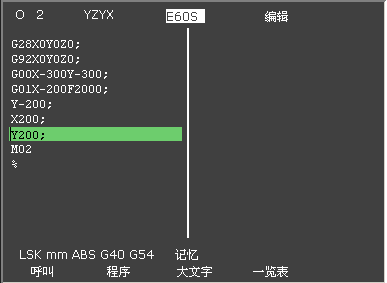 O 2 YZYX E60S 编辑
G28X0Y0Z0;
G92X0Y0Z0;
G00X-300Y-300;
G01X-200F2000;
Y-200;
X200;
Y200;
M02
%
LSK mm ABS G40 G54 记忆
呼叫 程序 大文字 一览表